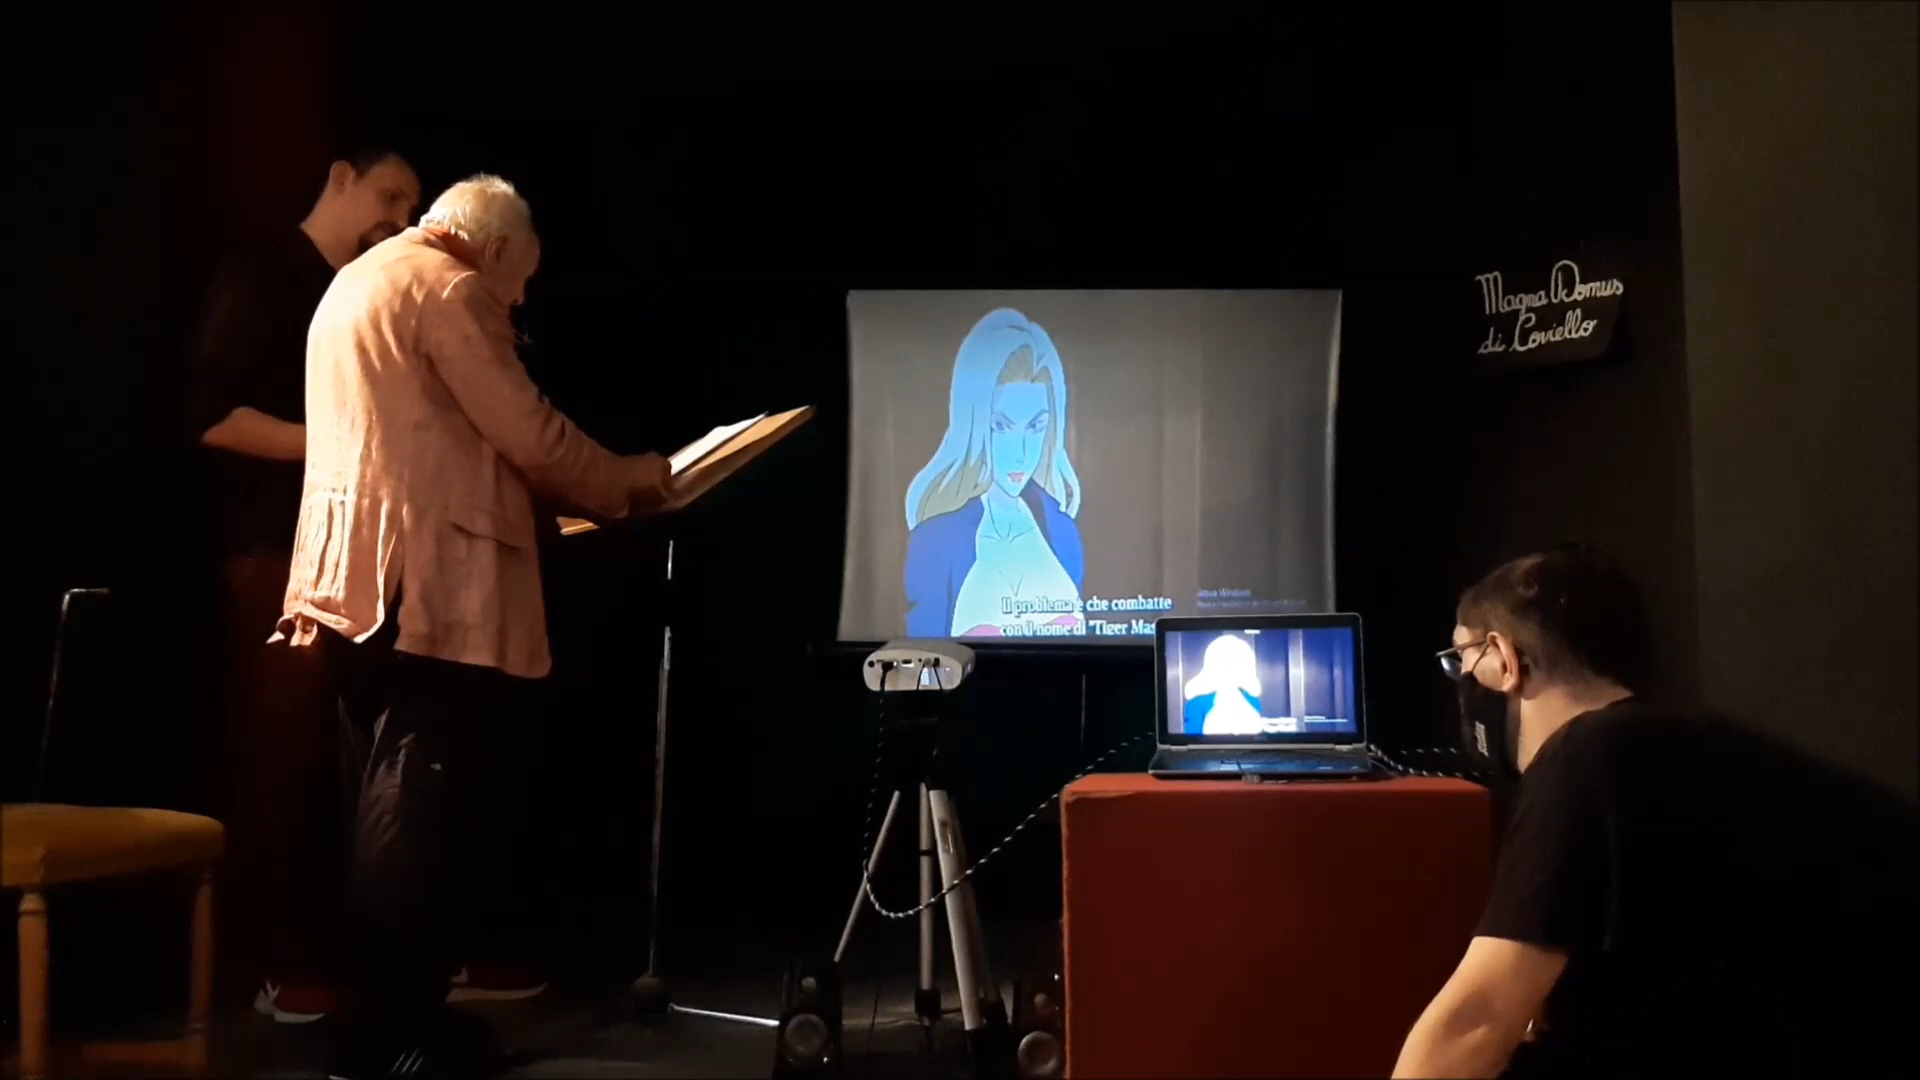 Magna Domus
di Coviello
Il problema è che combatte
con il nome di "Tiger Mas